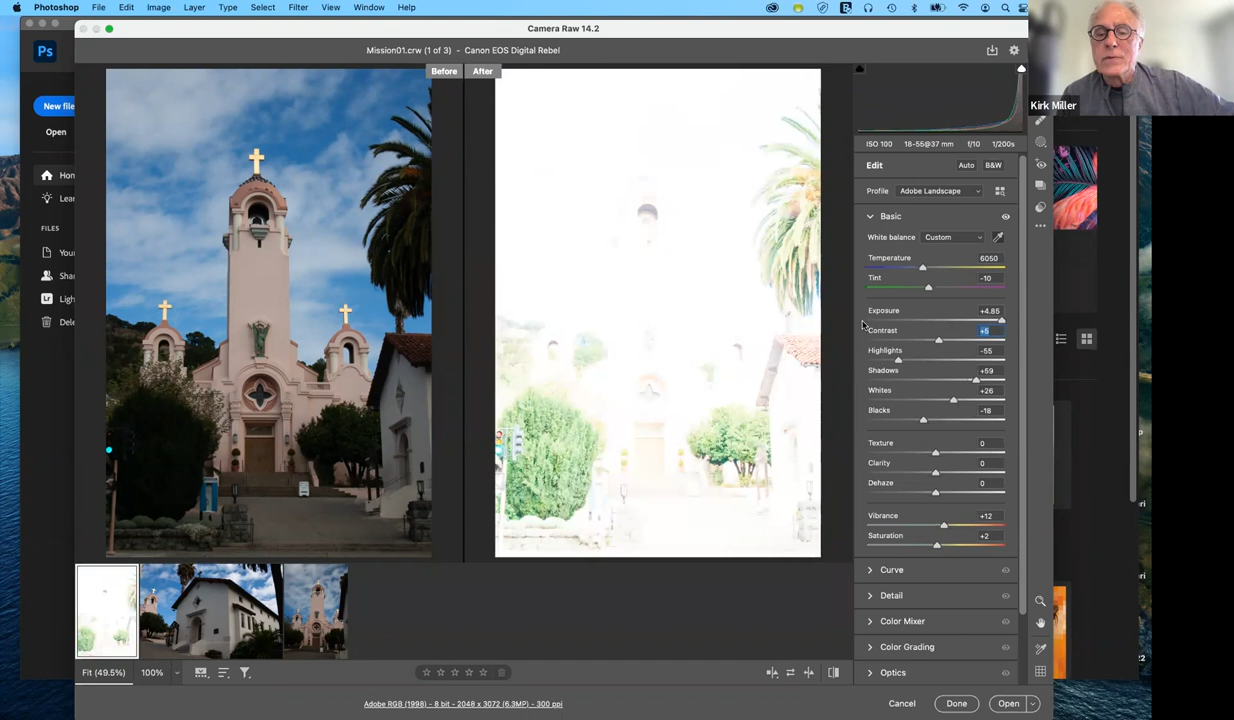 Photoshop File Edit Image Layer Select Filter Plugins View Window Help
Camera Raw 14.2
Mission01.crw (1 of 3) - Canon EOS Digital Rebel
Ps
New file
Open
Home
FILES
Before
After
ISO 100 18-55@37 mm f/10 1/200s
Edit Auto B&W
Profile Adobe Landscape
Basic
White balance Custom
Temperature 6050
Tint -10
Exposure +4.85
Contrast +5
Highlights -55
Shadows +59
Whites +26
Blacks -18
Texture 0
Clarity 0
Dehaze 0
Vibrance +12
Saturation +2
Curve
Detail
Color Mixer
Color Grading
Optics
Fit (49.5%) 100%
Adobe RGB (1998) - 8 bit - 2048 x 3072 (6.3MP) - 300 ppi
Cancel Done Open
Kirk Miller